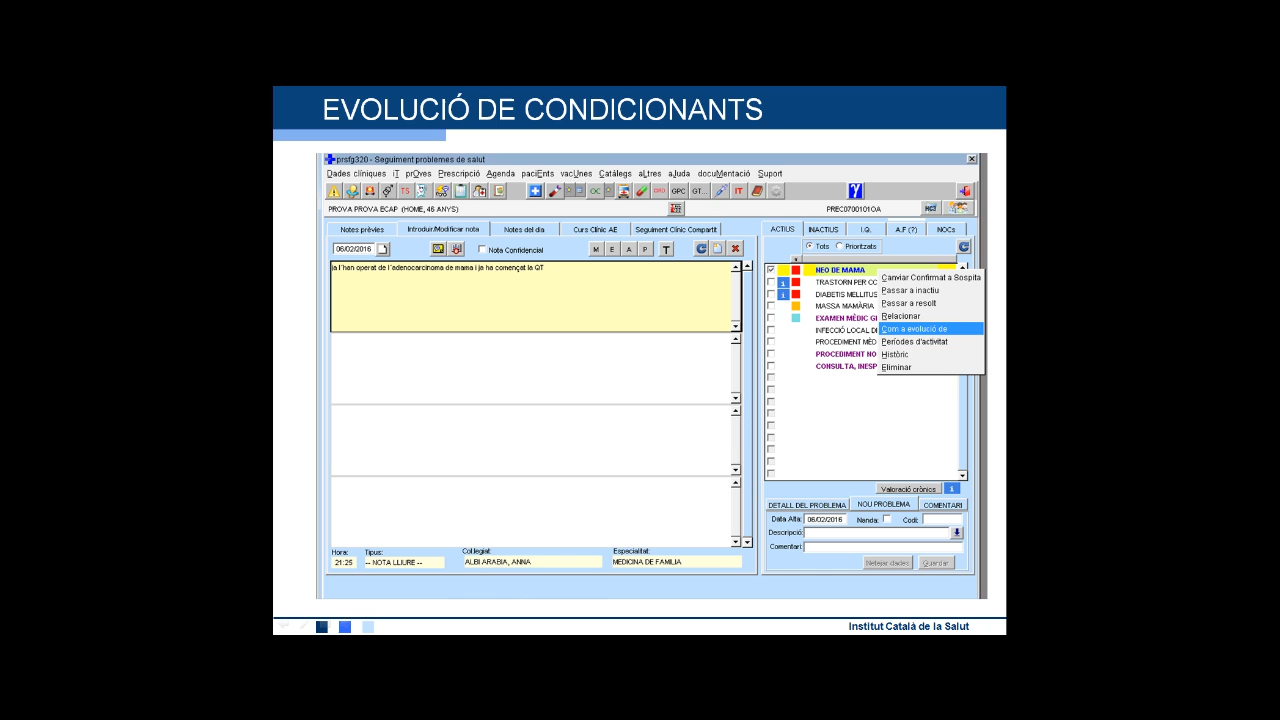 EVOLUCIÓ DE CONDICIONANTS
prsfg320 - Seguiment problemes de salut
Dades clíniques iT prOves Prescripció Agenda paciEnts vacUnes Catàlegs aLtres aJuda docuMentació Suport
TS OC GPC GT... IT
PROVA PROVA ECAP (HOME, 46 ANYS) PREC0700101OA HC3
Notes prèvies Introduir/Modificar nota Notes del dia Curs Clínic AE Seguiment Clínic Compartit
ACTIUS INACTIUS I.Q. A.F (?) NOCs
06/02/2016 Nota Confidencial M E A P T
Tots Prioritzats
ja l´han operat de l´adenocarcinoma de mama i ja ha començat la QT
NEO DE MAMA
TRASTORN PER CO
DIABETIS MELLITUS
MASSA MAMÀRIA
EXAMEN MÈDIC GE
INFECCIÓ LOCAL DE
PROCEDIMENT MÈD
PROCEDIMENT NO
CONSULTA, INESP
Canviar Confirmat a Sospita
Passar a inactiu
Passar a resolt
Relacionar
Com a evolució de
Períodes d'activitat
Històric
Eliminar
Valoració crònics i
DETALL DEL PROBLEMA NOU PROBLEMA COMENTARI
Data Alta: 06/02/2016 Nanda: Codi:
Descripció:
Comentari:
Netejar dades Guardar
Hora: Tipus: Col·legiat: Especialitat:
21:25 -- NOTA LLIURE -- ALBI ARABIA, ANNA MEDICINA DE FAMILIA
Institut Català de la Salut